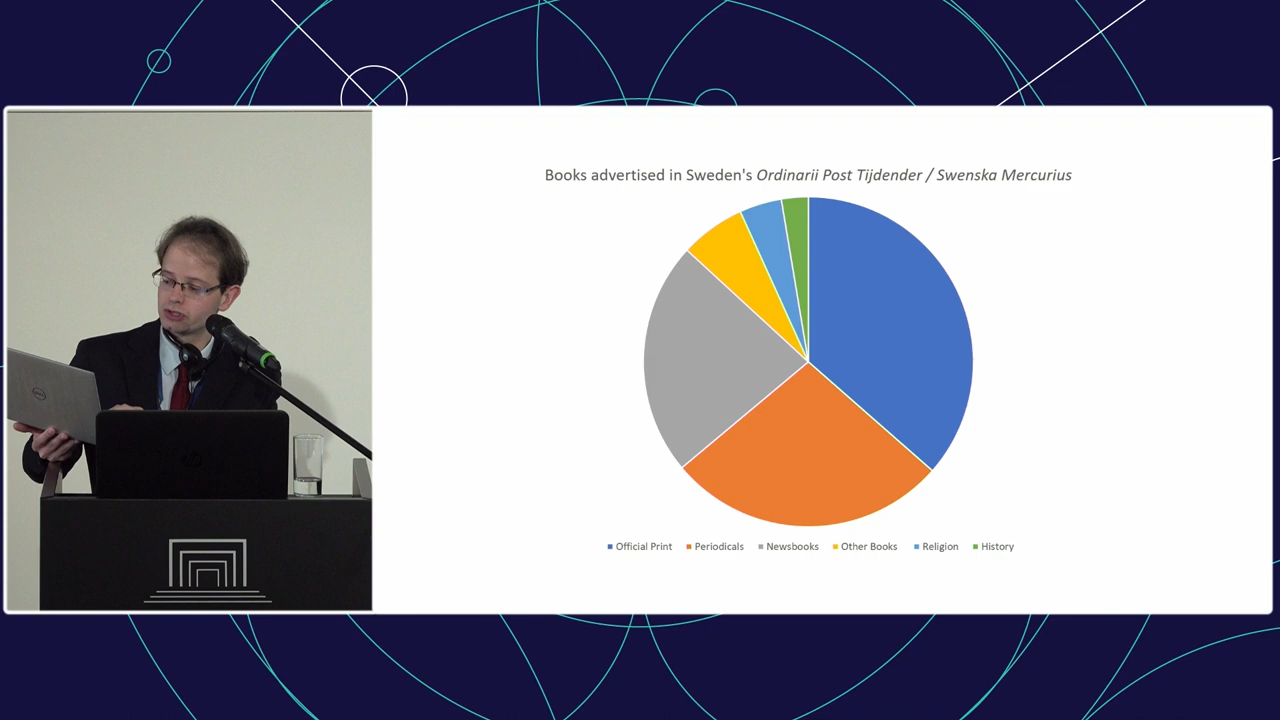 Books advertised in Sweden's Ordinarii Post Tijdender / Swenska Mercurius
Official Print Periodicals Newsbooks Other Books Religion History